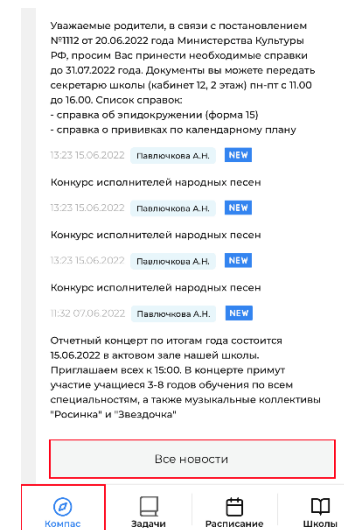 Уважаемые родители, в связи с постановлением
№1112 от 20.06.2022 года Министерства Культуры
РФ, просим Вас принести необходимые справки
до 31.07.2022 года. Документы вы можете передать
секретарю школы (кабинет 12, 2 этаж) пн-пт с 11.00
до 16.00. Список справок:
- справка об эпидокружении (форма 15)
- справка о прививках по календарному плану
13:23 15.06.2022 Павлючкова А.Н. NEW
Конкурс исполнителей народных песен
13:23 15.06.2022 Павлючкова А.Н. NEW
Конкурс исполнителей народных песен
13:23 15.06.2022 Павлючкова А.Н. NEW
Конкурс исполнителей народных песен
11:32 07.06.2022 Павлючкова А.Н. NEW
Отчетный концерт по итогам года состоится
15.06.2022 в актовом зале нашей школы.
Приглашаем всех к 15:00. В концерте примут
участие учащиеся 3-8 годов обучения по всем
специальностям, а также музыкальные коллективы
"Росинка" и "Звездочка"
Все новости
Компас Задачи Расписание Школы